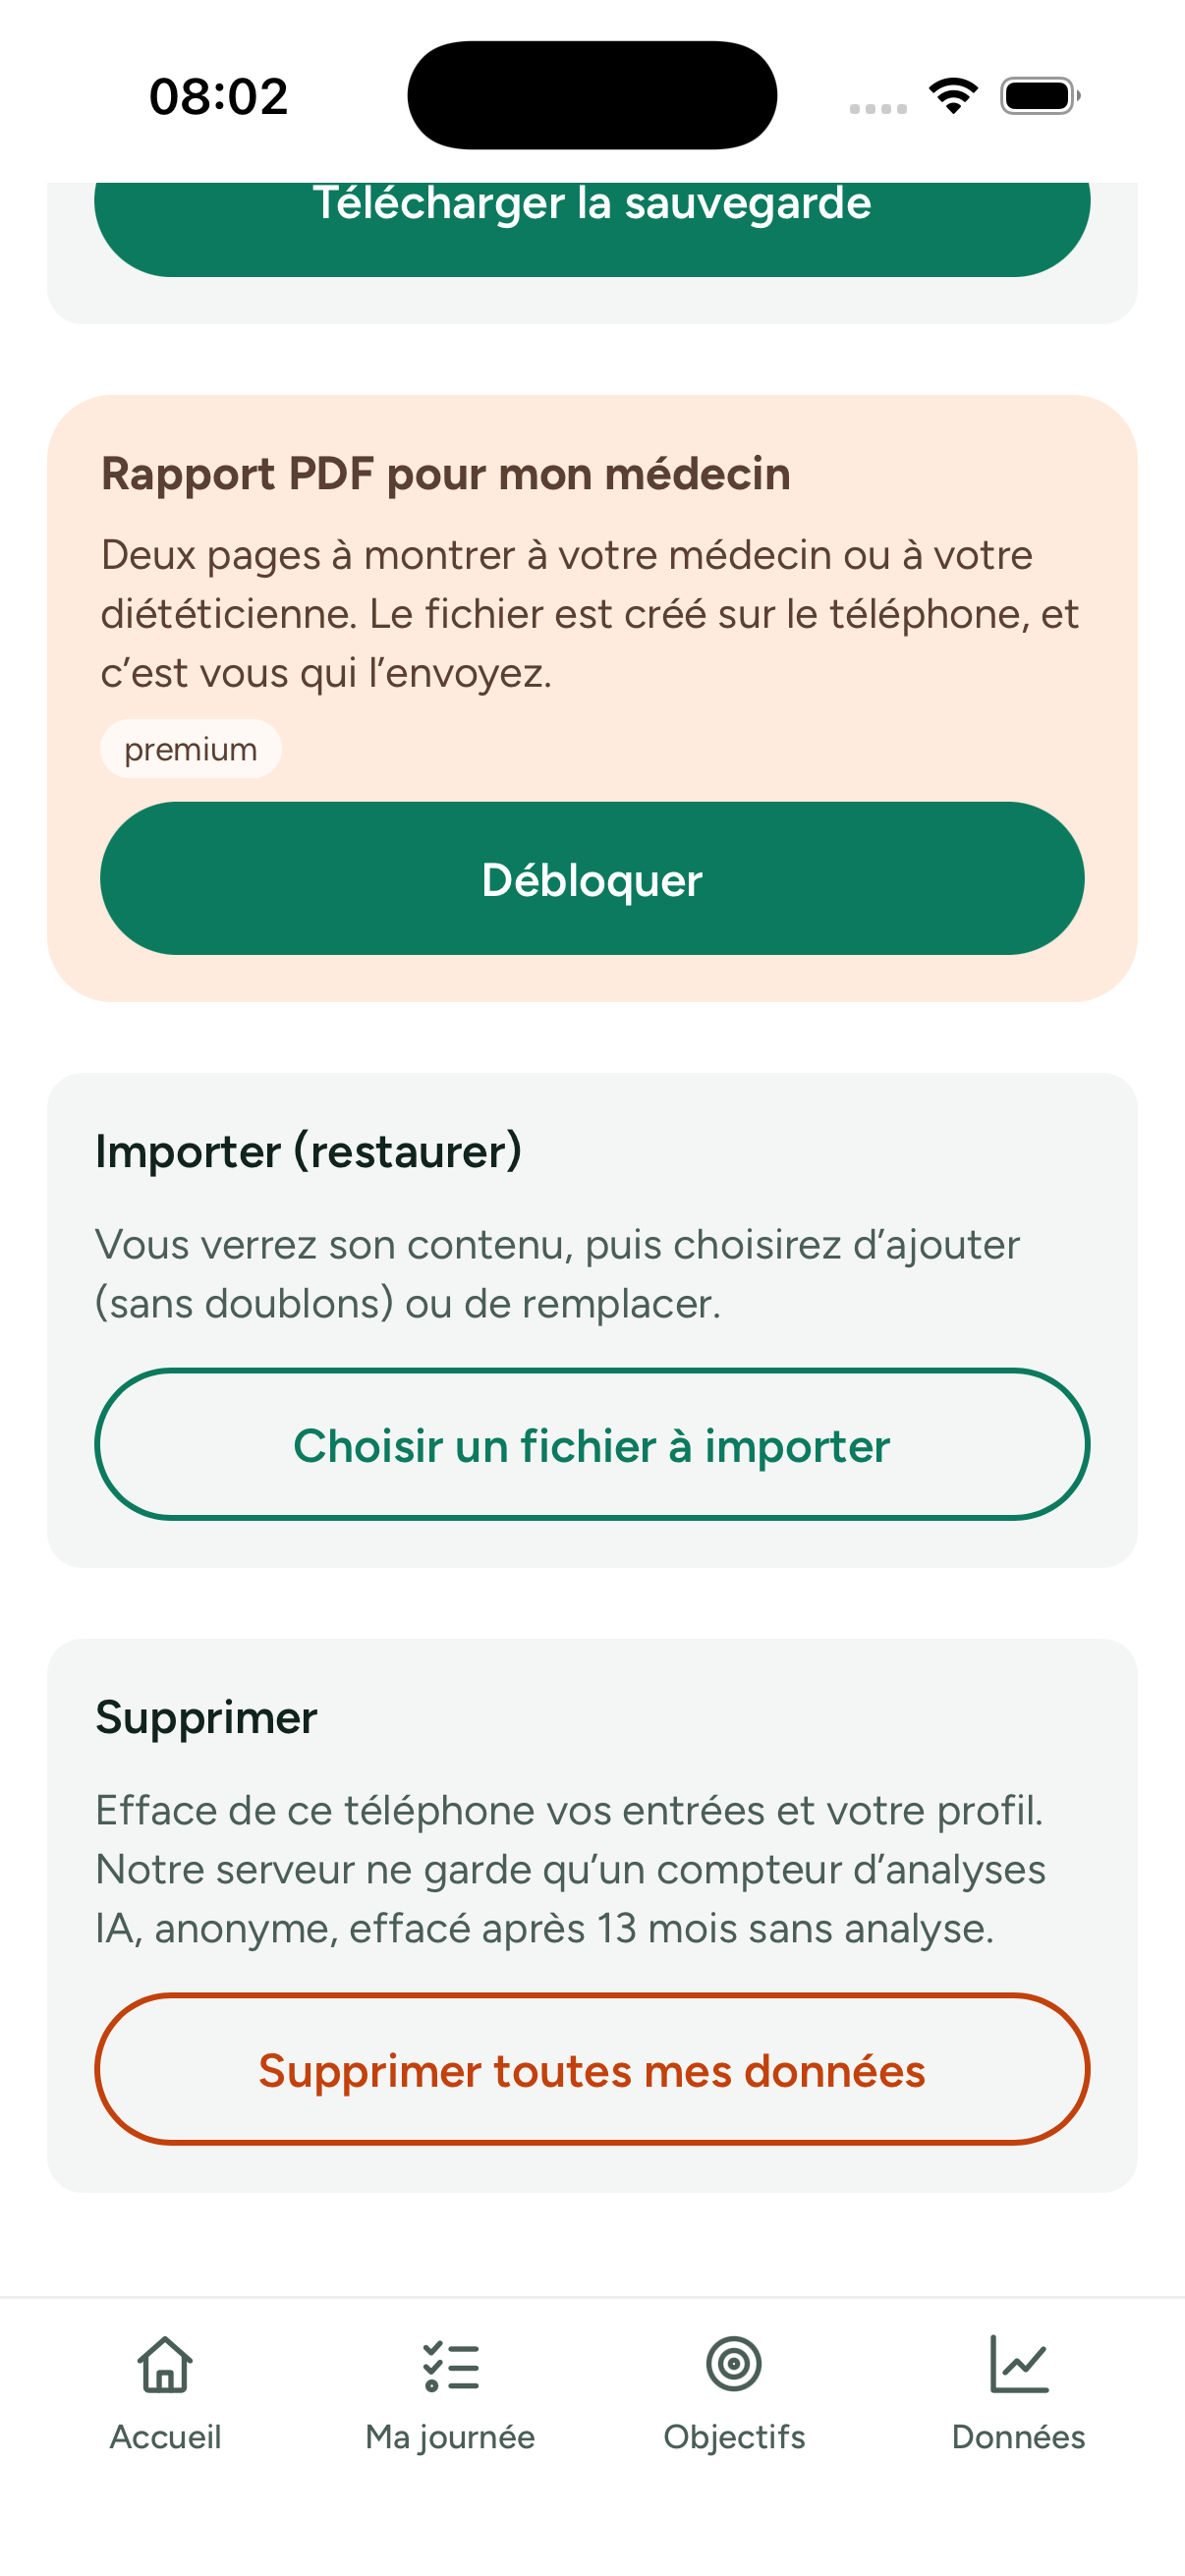 08:02
Télécharger la sauvegarde
Rapport PDF pour mon médecin
Deux pages à montrer à votre médecin ou à votre
diététicienne. Le fichier est créé sur le téléphone, et
c’est vous qui l’envoyez.
premium
Débloquer
Importer (restaurer)
Vous verrez son contenu, puis choisirez d’ajouter
(sans doublons) ou de remplacer.
Choisir un fichier à importer
Supprimer
Efface de ce téléphone vos entrées et votre profil.
Notre serveur ne garde qu’un compteur d’analyses
IA, anonyme, effacé après 13 mois sans analyse.
Supprimer toutes mes données
Accueil
Ma journée
Objectifs
Données